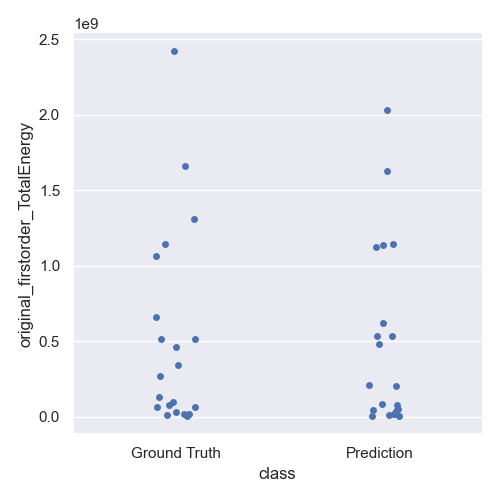 1e9
2.5
2.0
1.5
1.0
0.5
0.0
original_firstorder_TotalEnergy
Ground Truth
Prediction
class